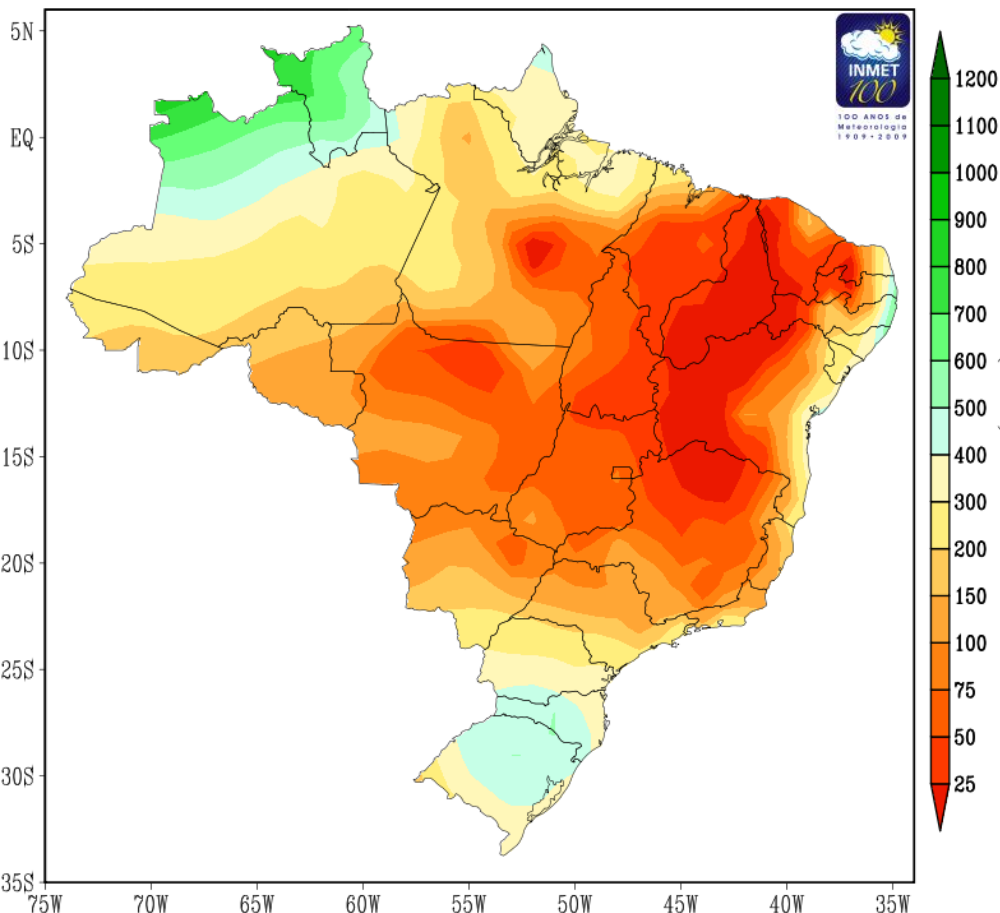 5N
EQ
5S
10S
15S
20S
25S
30S
35S
75W
70W
65W
60W
55W
50W
45W
40W
35W
INMET
100
100 ANOS de
Meteorologia
1909•2009
1200
1100
1000
900
800
700
600
500
400
300
200
150
100
75
50
25